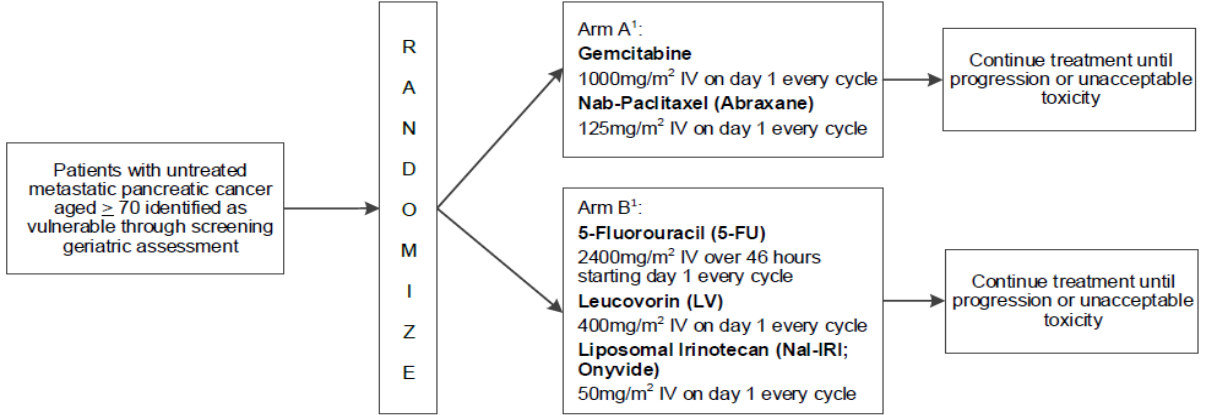 Patients with untreated
metastatic pancreatic cancer
aged ≥ 70 identified as
vulnerable through screening
geriatric assessment
R
A
N
D
O
M
I
Z
E
Arm A¹:
Gemcitabine
1000mg/m² IV on day 1 every cycle
Nab-Paclitaxel (Abraxane)
125mg/m² IV on day 1 every cycle
Continue treatment until
progression or unacceptable
toxicity
Arm B¹:
5-Fluorouracil (5-FU)
2400mg/m² IV over 46 hours
starting day 1 every cycle
Leucovorin (LV)
400mg/m² IV on day 1 every cycle
Liposomal Irinotecan (Nal-IRI;
Onyvide)
50mg/m² IV on day 1 every cycle
Continue treatment until
progression or unacceptable
toxicity